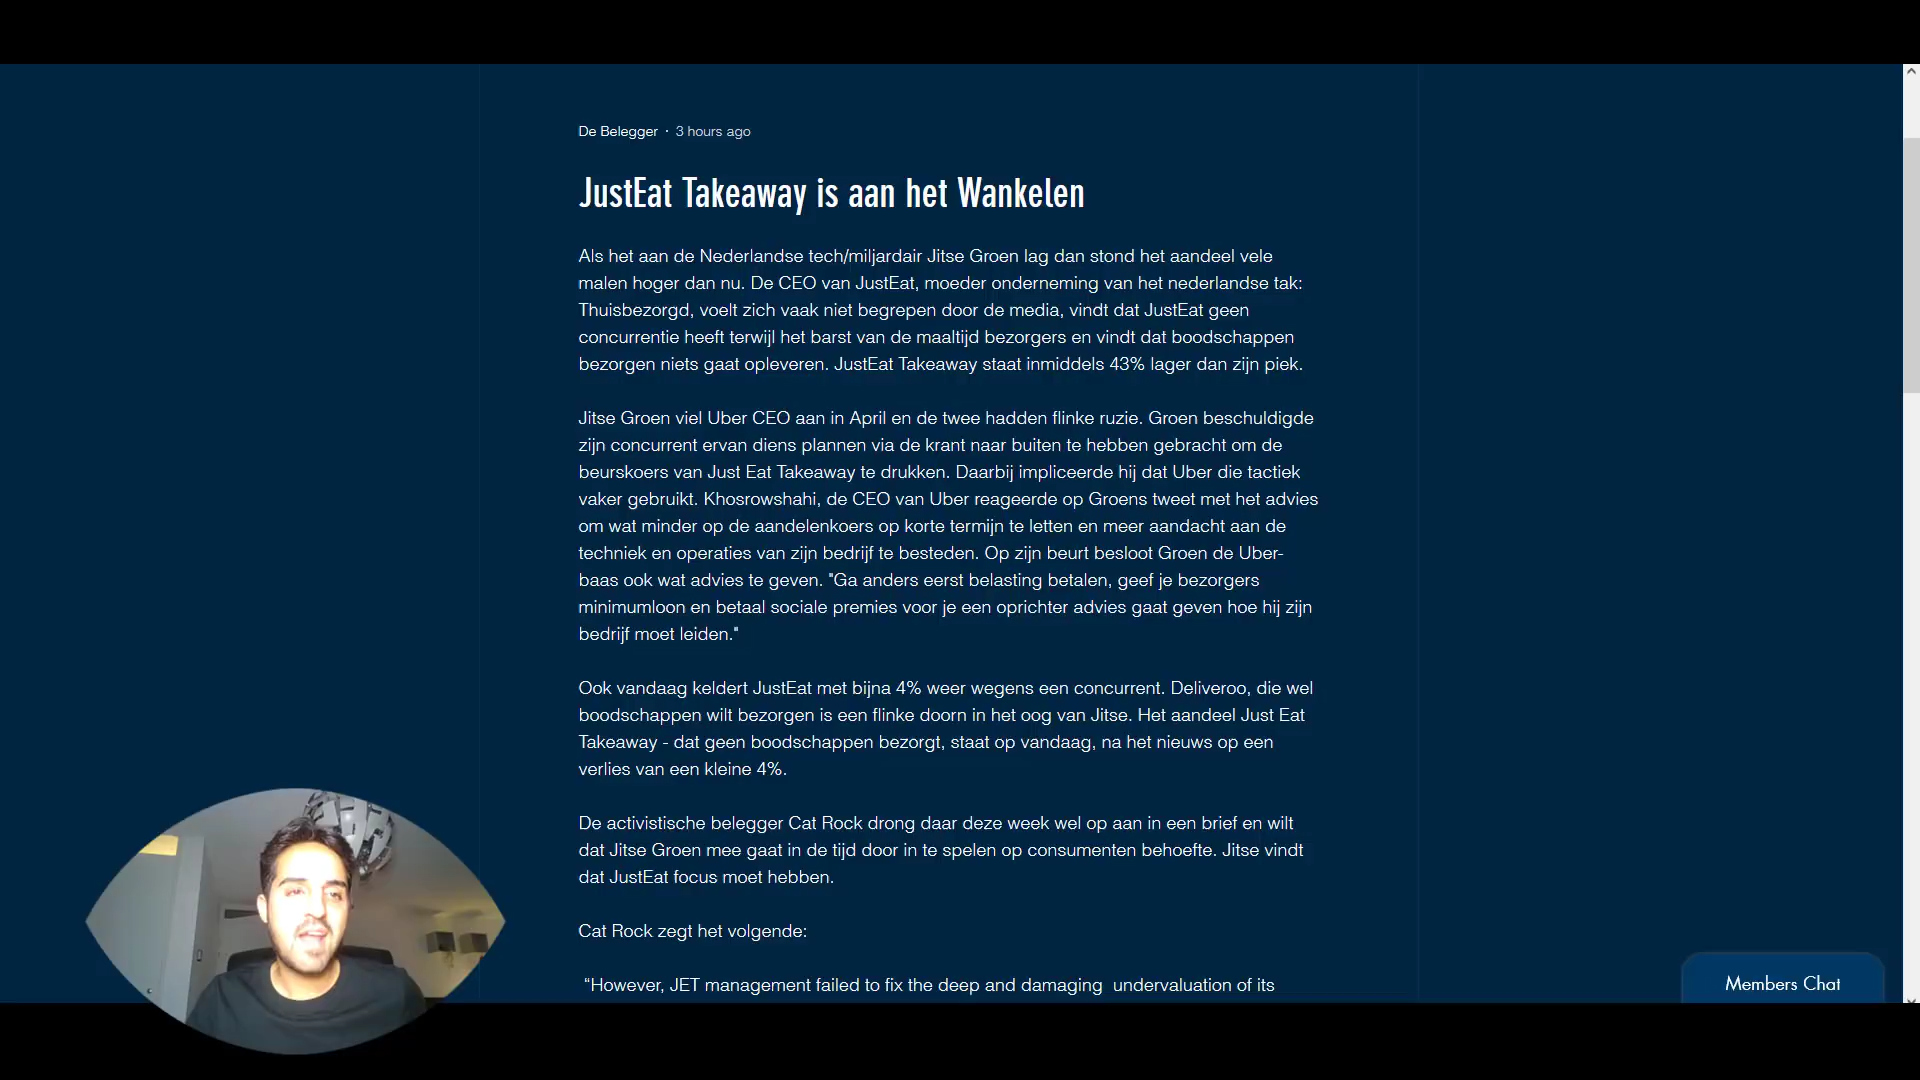 De Belegger · 3 hours ago
JustEat Takeaway is aan het Wankelen
Als het aan de Nederlandse tech/miljardair Jitse Groen lag dan stond het aandeel vele
malen hoger dan nu. De CEO van JustEat, moeder onderneming van het nederlandse tak:
Thuisbezorgd, voelt zich vaak niet begrepen door de media, vindt dat JustEat geen
concurrentie heeft terwijl het barst van de maaltijd bezorgers en vindt dat boodschappen
bezorgen niets gaat opleveren. JustEat Takeaway staat inmiddels 43% lager dan zijn piek.
Jitse Groen viel Uber CEO aan in April en de twee hadden flinke ruzie. Groen beschuldigde
zijn concurrent ervan diens plannen via de krant naar buiten te hebben gebracht om de
beurskoers van Just Eat Takeaway te drukken. Daarbij impliceerde hij dat Uber die tactiek
vaker gebruikt. Khosrowshahi, de CEO van Uber reageerde op Groens tweet met het advies
om wat minder op de aandelenkoers op korte termijn te letten en meer aandacht aan de
techniek en operaties van zijn bedrijf te besteden. Op zijn beurt besloot Groen de Uber-
baas ook wat advies te geven. "Ga anders eerst belasting betalen, geef je bezorgers
minimumloon en betaal sociale premies voor je een oprichter advies gaat geven hoe hij zijn
bedrijf moet leiden."
Ook vandaag keldert JustEat met bijna 4% weer wegens een concurrent. Deliveroo, die wel
boodschappen wilt bezorgen is een flinke doorn in het oog van Jitse. Het aandeel Just Eat
Takeaway - dat geen boodschappen bezorgt, staat op vandaag, na het nieuws op een
verlies van een kleine 4%.
De activistische belegger Cat Rock drong daar deze week wel op aan in een brief en wilt
dat Jitse Groen mee gaat in de tijd door in te spelen op consumenten behoefte. Jitse vindt
dat JustEat focus moet hebben.
Cat Rock zegt het volgende:
“However, JET management failed to fix the deep and damaging  undervaluation of its
Members Chat